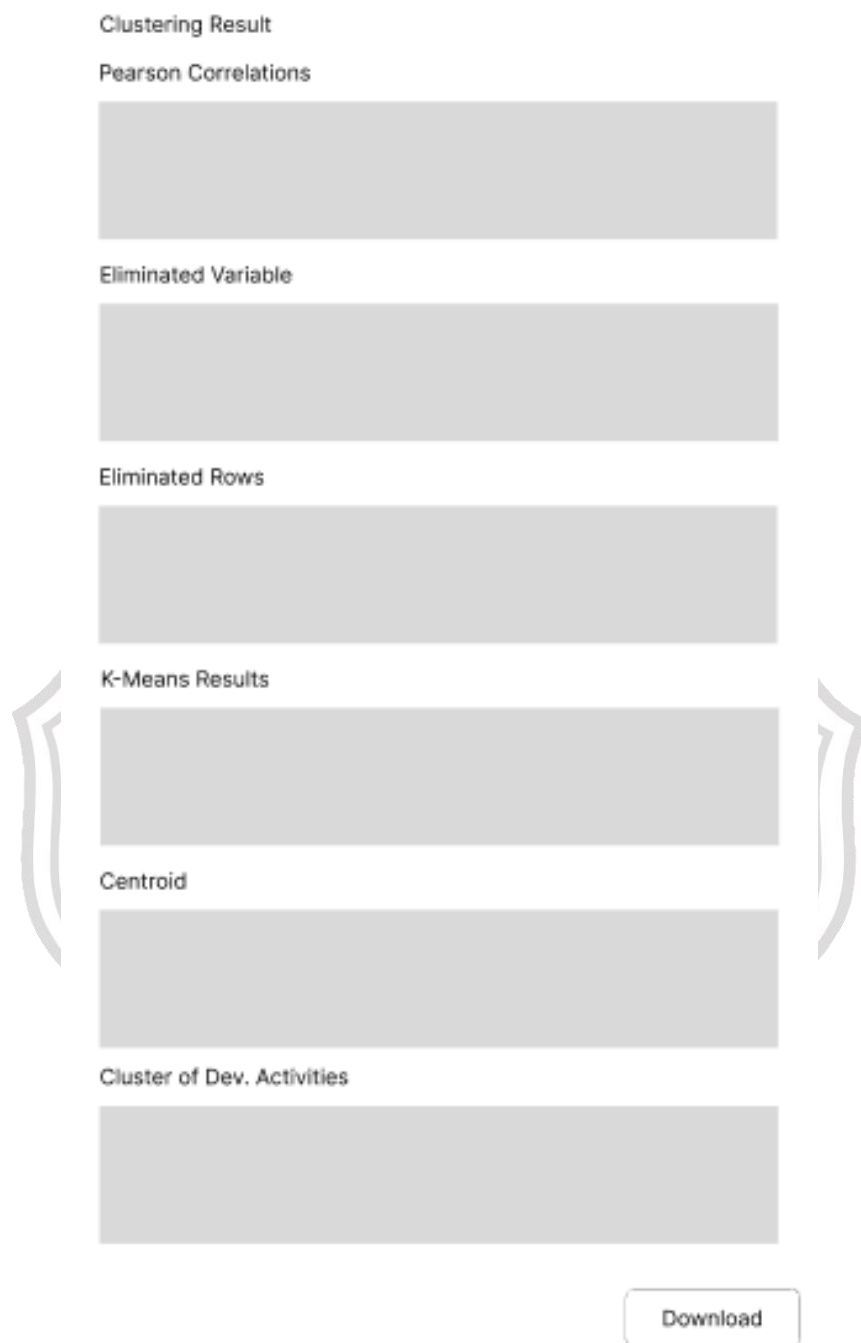 Clustering Result
Pearson Correlations
Eliminated Variable
Eliminated Rows
K-Means Results
Centroid
Cluster of Dev. Activities
Download